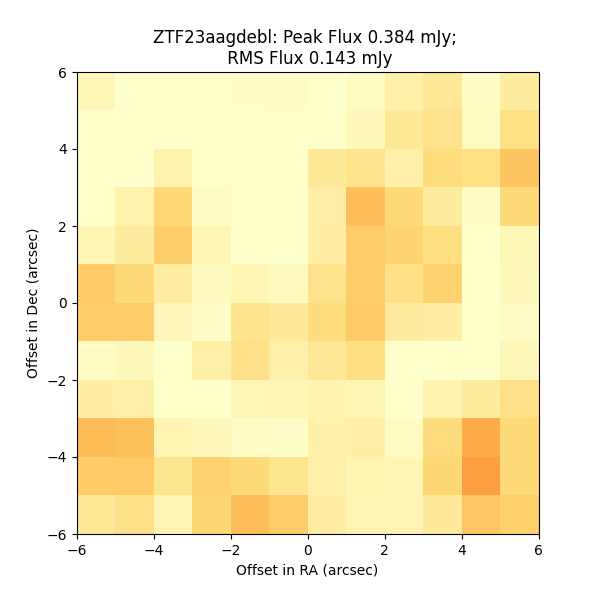 ZTF23aagdebl: Peak Flux 0.384 mJy;
RMS Flux 0.143 mJy
6
4
2
0
−2
−4
−6
Offset in Dec (arcsec)
−6 −4 −2 0 2 4 6
Offset in RA (arcsec)